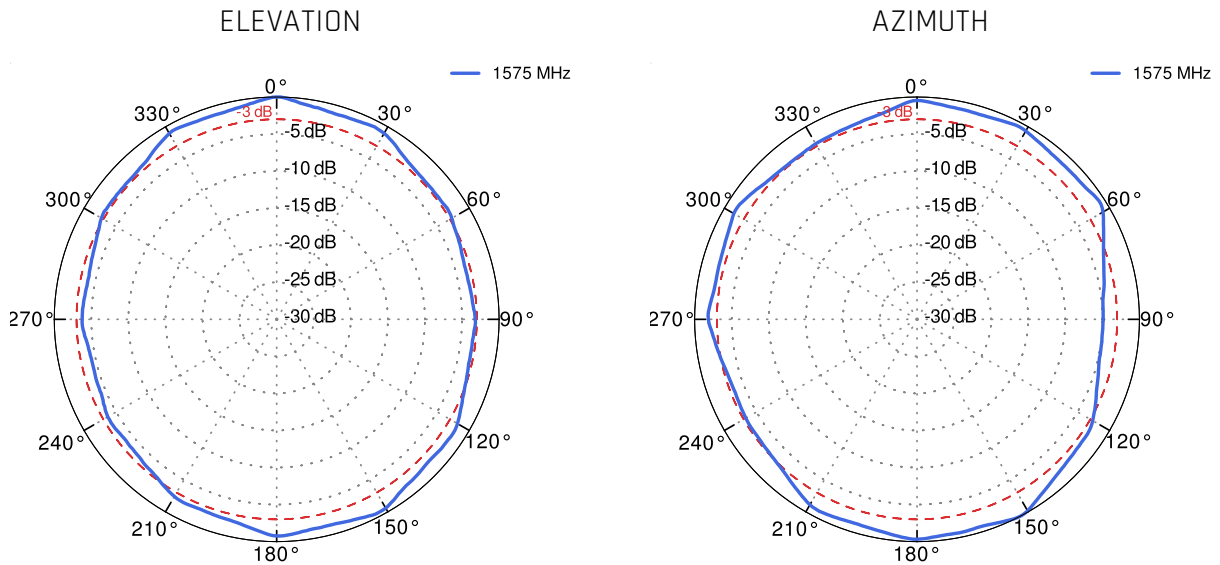 ELEVATION
1575 MHz
0°
30°
60°
90°
120°
150°
180°
210°
240°
270°
300°
330°
-3 dB
-5 dB
-10 dB
-15 dB
-20 dB
-25 dB
-30 dB
AZIMUTH
1575 MHz
0°
30°
60°
90°
120°
150°
180°
210°
240°
270°
300°
330°
3 dB
-5 dB
-10 dB
-15 dB
-20 dB
-25 dB
-30 dB